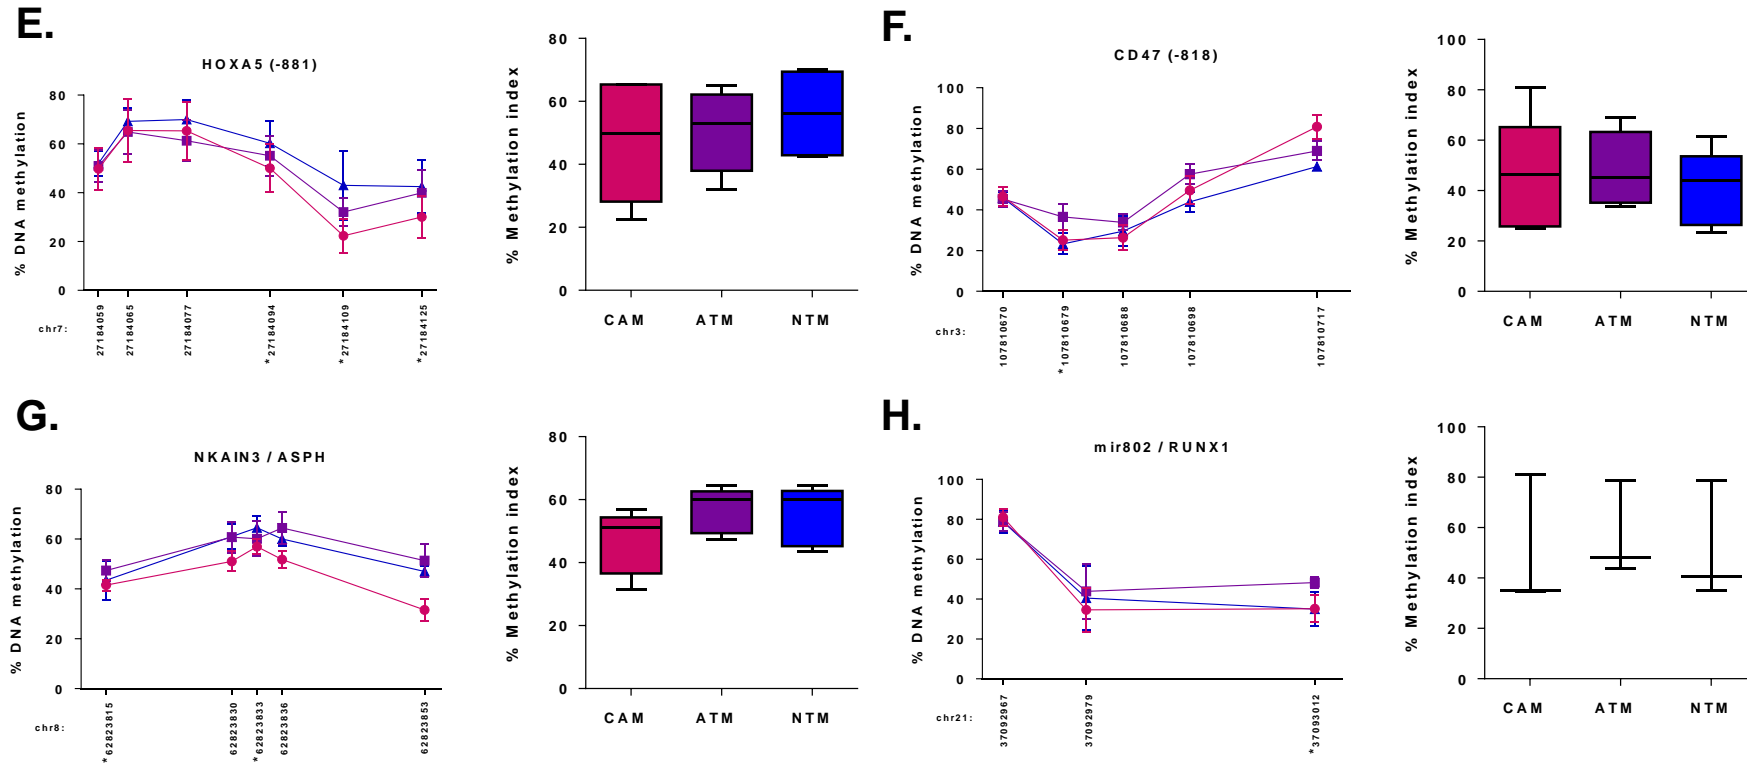 E.
HOXA5 (-881)
% DNA methylation
80
60
40
20
0
chr7:
27184059
27184065
27184077
*27184094
*27184109
*27184125
% Methylation index
80
60
40
20
0
CAM ATM NTM
F.
CD47 (-818)
% DNA methylation
100
80
60
40
20
0
chr3:
107810670
*107810679
107810688
107810698
107810717
% Methylation index
100
80
60
40
20
0
CAM ATM NTM
G.
NKAIN3 / ASPH
% DNA methylation
80
60
40
20
0
chr8:
*62823815
62823830
*62823833
62823836
62823853
% Methylation index
80
60
40
20
0
CAM ATM NTM
H.
mir802 / RUNX1
% DNA methylation
100
80
60
40
20
0
chr21:
37092967
37092979
*37093012
% Methylation index
100
80
60
40
20
0
CAM ATM NTM